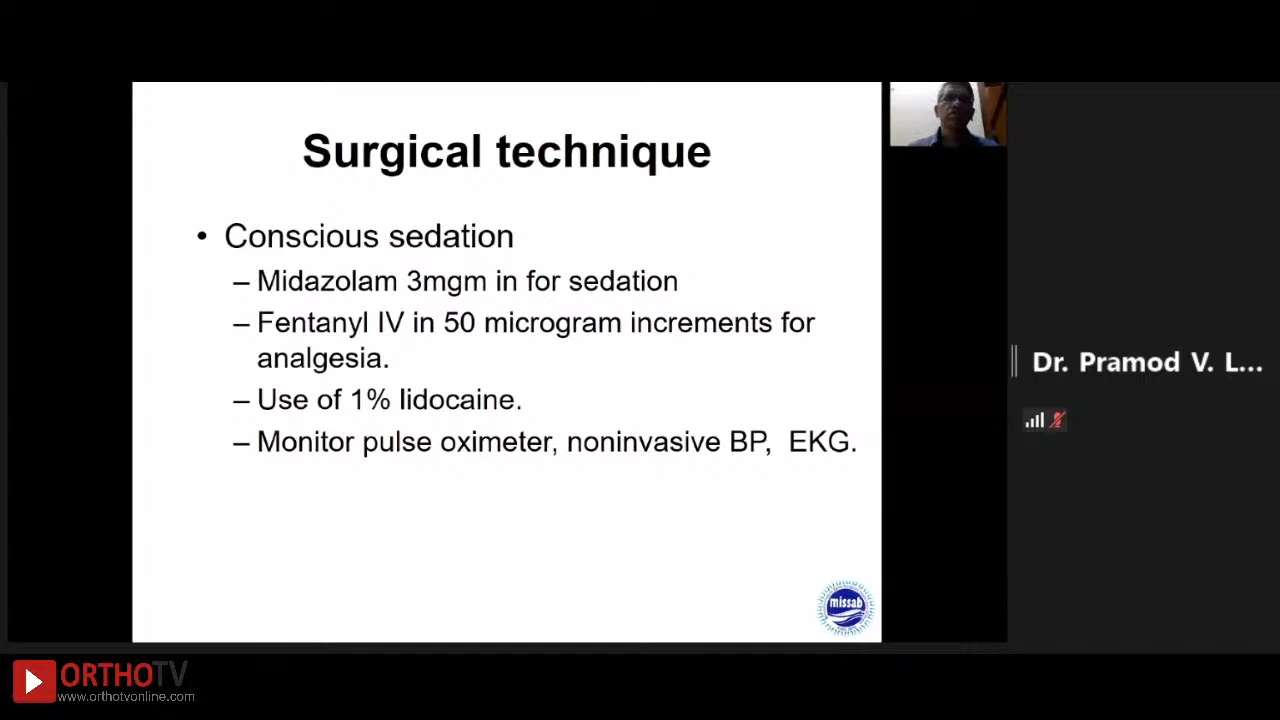 Surgical technique
• Conscious sedation
– Midazolam 3mgm in for sedation
– Fentanyl IV in 50 microgram increments for
analgesia.
– Use of 1% lidocaine.
– Monitor pulse oximeter, noninvasive BP,  EKG.
missab
Dr. Pramod V. L...
ORTHOTV
www.orthotvonline.com